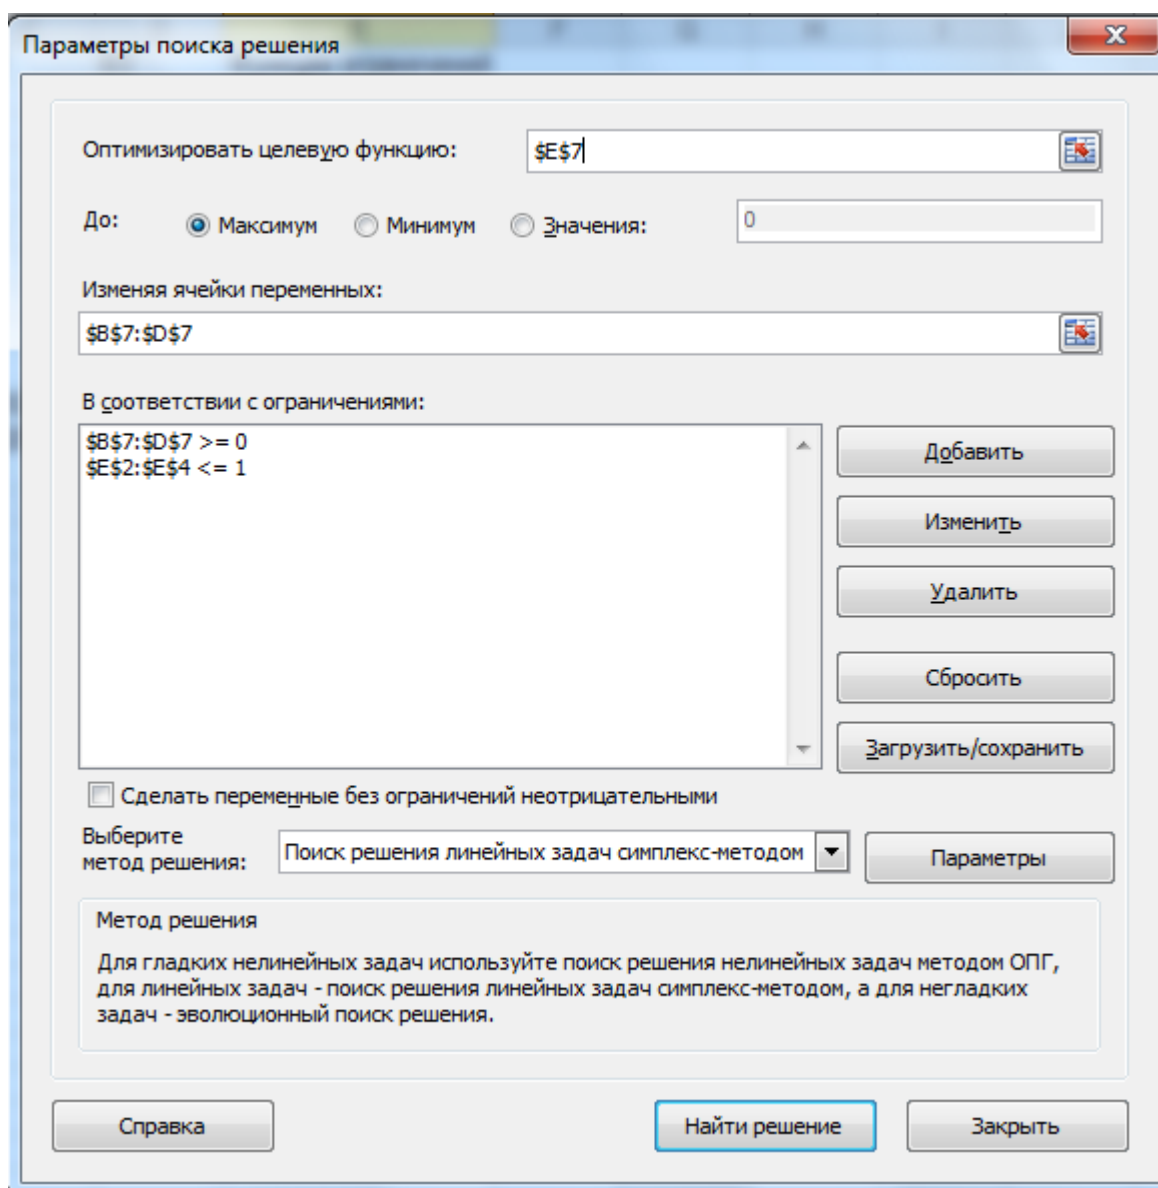 Параметры поиска решения
Оптимизировать целевую функцию: $E$7
До: Максимум Минимум Значения: 0
Изменяя ячейки переменных:
$B$7:$D$7
В соответствии с ограничениями:
$B$7:$D$7 >= 0
$E$2:$E$4 <= 1
Добавить
Изменить
Удалить
Сбросить
Загрузить/сохранить
Сделать переменные без ограничений неотрицательными
Выберите
метод решения:
Поиск решения линейных задач симплекс-методом
Параметры
Метод решения
Для гладких нелинейных задач используйте поиск решения нелинейных задач методом ОПГ,
для линейных задач - поиск решения линейных задач симплекс-методом, а для негладких
задач - эволюционный поиск решения.
Справка
Найти решение
Закрыть